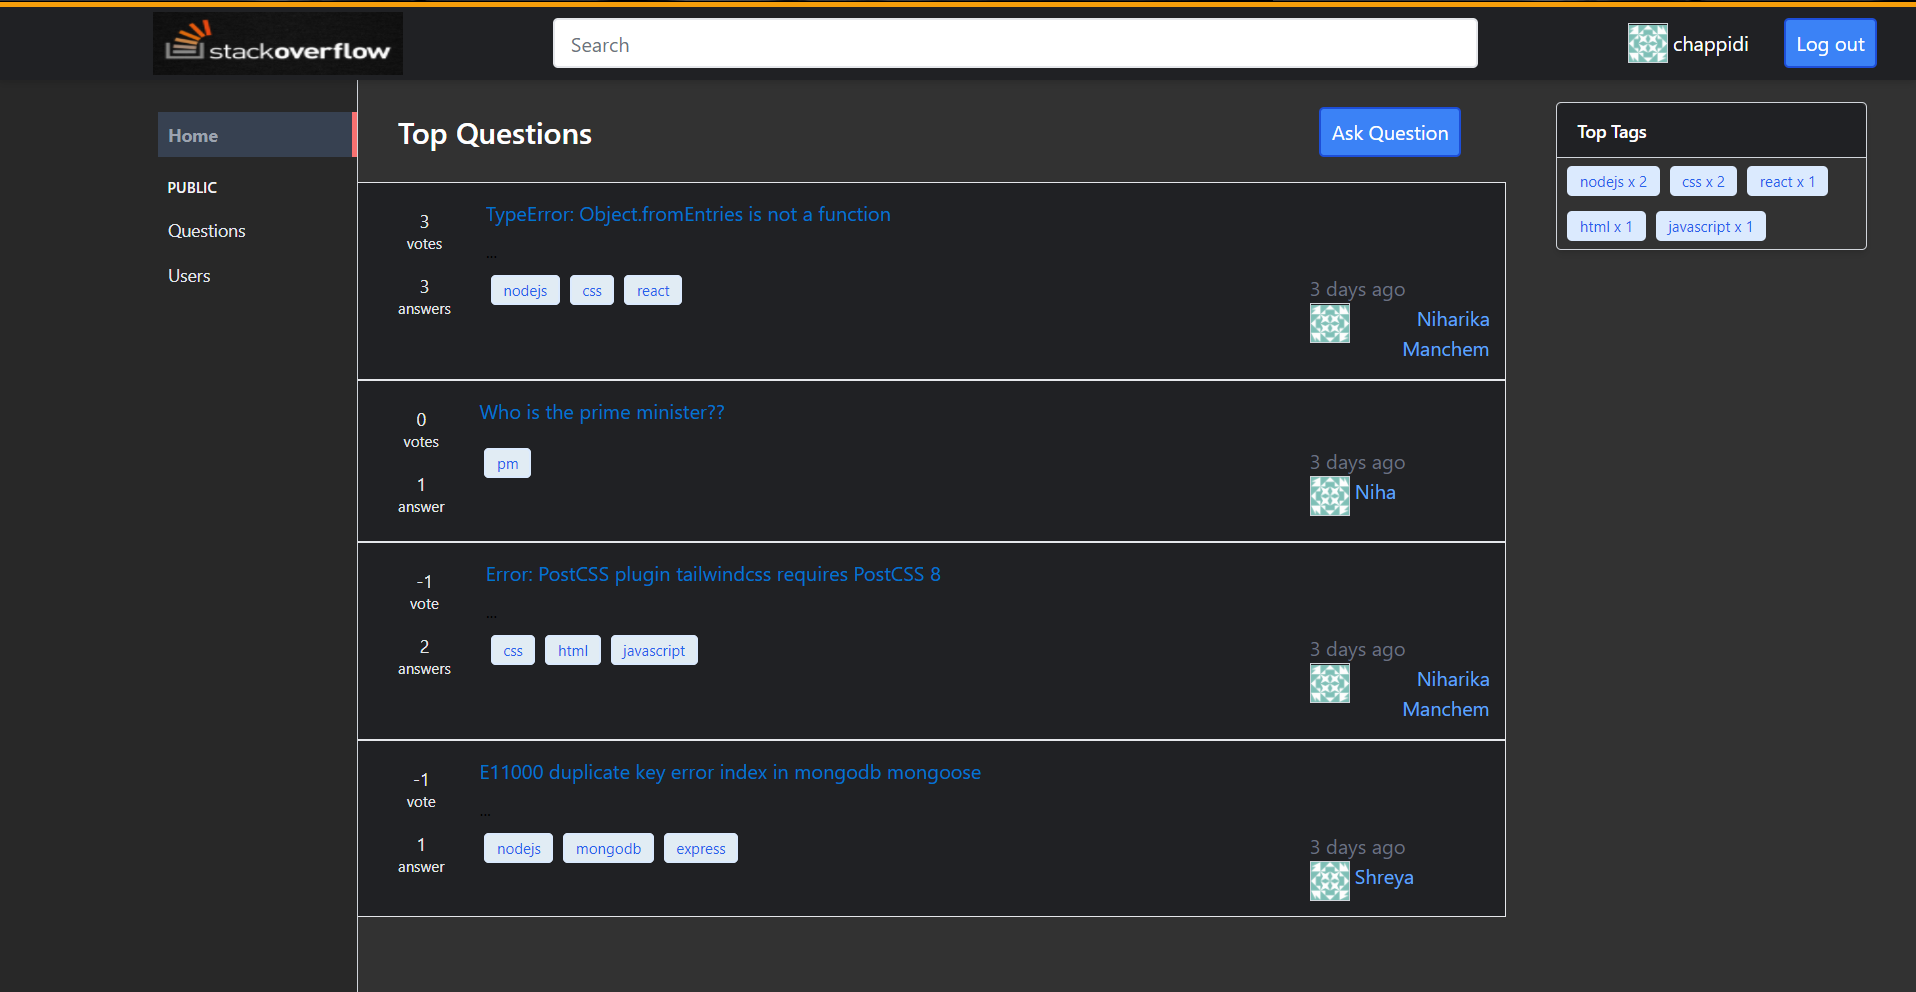 stackoverflow
Search
chappidi
Log out
Home
PUBLIC
Questions
Users
Top Questions
Ask Question
3
votes
3
answers
TypeError: Object.fromEntries is not a function
...
nodejs css react
3 days ago
Niharika
Manchem
0
votes
1
answer
Who is the prime minister??
pm
3 days ago
Niha
-1
vote
2
answers
Error: PostCSS plugin tailwindcss requires PostCSS 8
...
css html javascript
3 days ago
Niharika
Manchem
-1
vote
1
answer
E11000 duplicate key error index in mongodb mongoose
...
nodejs mongodb express
3 days ago
Shreya
Top Tags
nodejs x 2 css x 2 react x 1
html x 1 javascript x 1